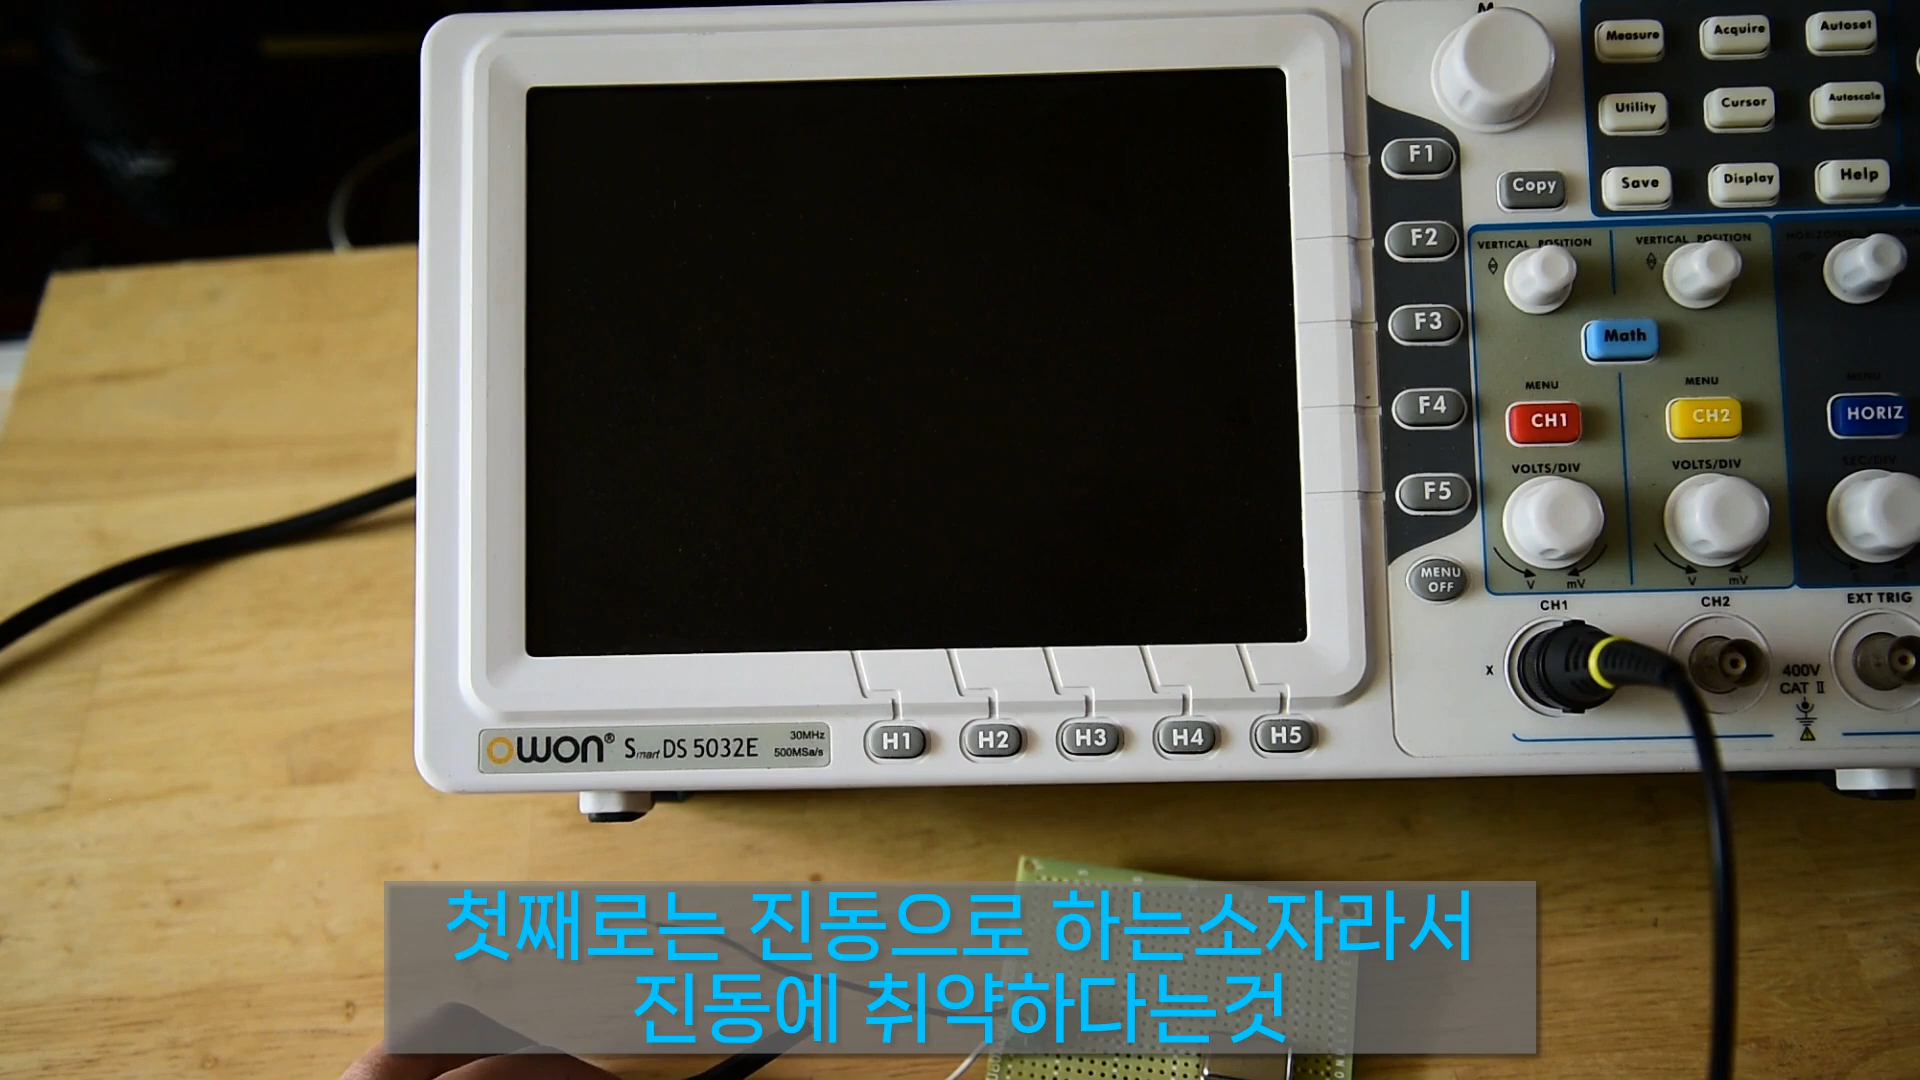 M
Measure
Acquire
Autoset
Utility
Cursor
Autoscale
Save
Display
Help
Copy
F1
F2
F3
F4
F5
MENU
OFF
VERTICAL POSITION
VERTICAL POSITION
Math
MENU
MENU
MENU
CH1
CH2
HORIZ
VOLTS/DIV
VOLTS/DIV
SEC/DIV
V mV
V mV
CH1
CH2
EXT TRIG
X
400V
CAT II
owon® Smart DS 5032E
30MHz
500MSa/s
H1
H2
H3
H4
H5
첫째로는 진동으로 하는소자라서
진동에 취약하다는것